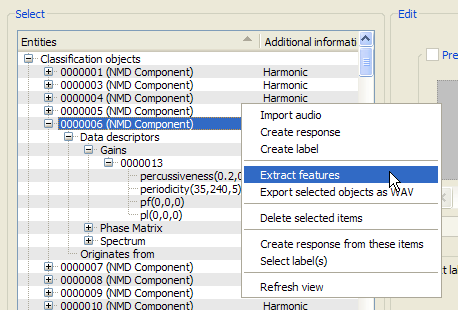 Select
Edit
Entities
Additional informati
Classification objects
0000001 (NMD Component) Harmonic
0000003 (NMD Component) Harmonic
0000004 (NMD Component) Harmonic
0000005 (NMD Component) Harmonic
0000006 (NMD Component)
Data descriptors
Gains
0000013
percussiveness(0.2,0
periodicity(35,240,5)
pf(0,0,0)
pl(0,0,0)
Phase Matrix
Spectrum
Originates from
0000007 (NMD Component)
0000008 (NMD Component)
0000009 (NMD Component)
0000010 (NMD Component) Harmonic
Import audio
Create response
Create label
Extract features
Export selected objects as WAV
Delete selected items
Create response from these items
Select label(s)
Refresh view
Pre
ct lab